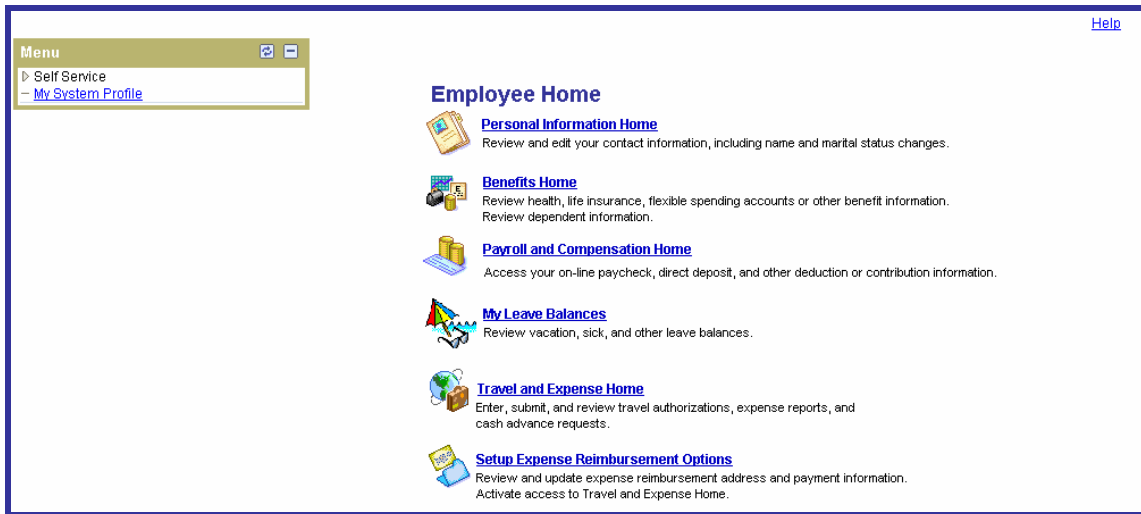 Help
Menu
Self Service
My System Profile
Employee Home
Personal Information Home
Review and edit your contact information, including name and marital status changes.
Benefits Home
Review health, life insurance, flexible spending accounts or other benefit information.
Review dependent information.
Payroll and Compensation Home
Access your on-line paycheck, direct deposit, and other deduction or contribution information.
My Leave Balances
Review vacation, sick, and other leave balances.
Travel and Expense Home
Enter, submit, and review travel authorizations, expense reports, and
cash advance requests.
Setup Expense Reimbursement Options
Review and update expense reimbursement address and payment information.
Activate access to Travel and Expense Home.